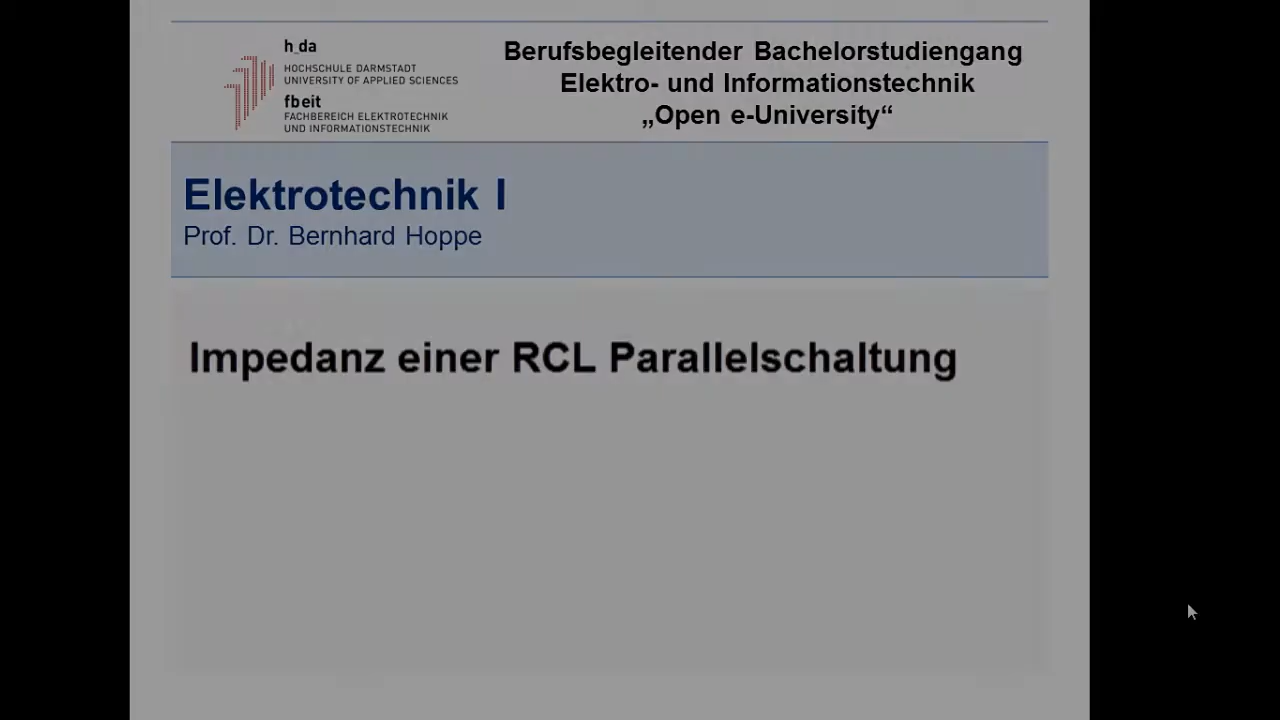 h_da
HOCHSCHULE DARMSTADT
UNIVERSITY OF APPLIED SCIENCES
fbeit
FACHBEREICH ELEKTROTECHNIK
UND INFORMATIONSTECHNIK
Berufsbegleitender Bachelorstudiengang
Elektro- und Informationstechnik
„Open e-University“
Elektrotechnik I
Prof. Dr. Bernhard Hoppe
Impedanz einer RCL Parallelschaltung